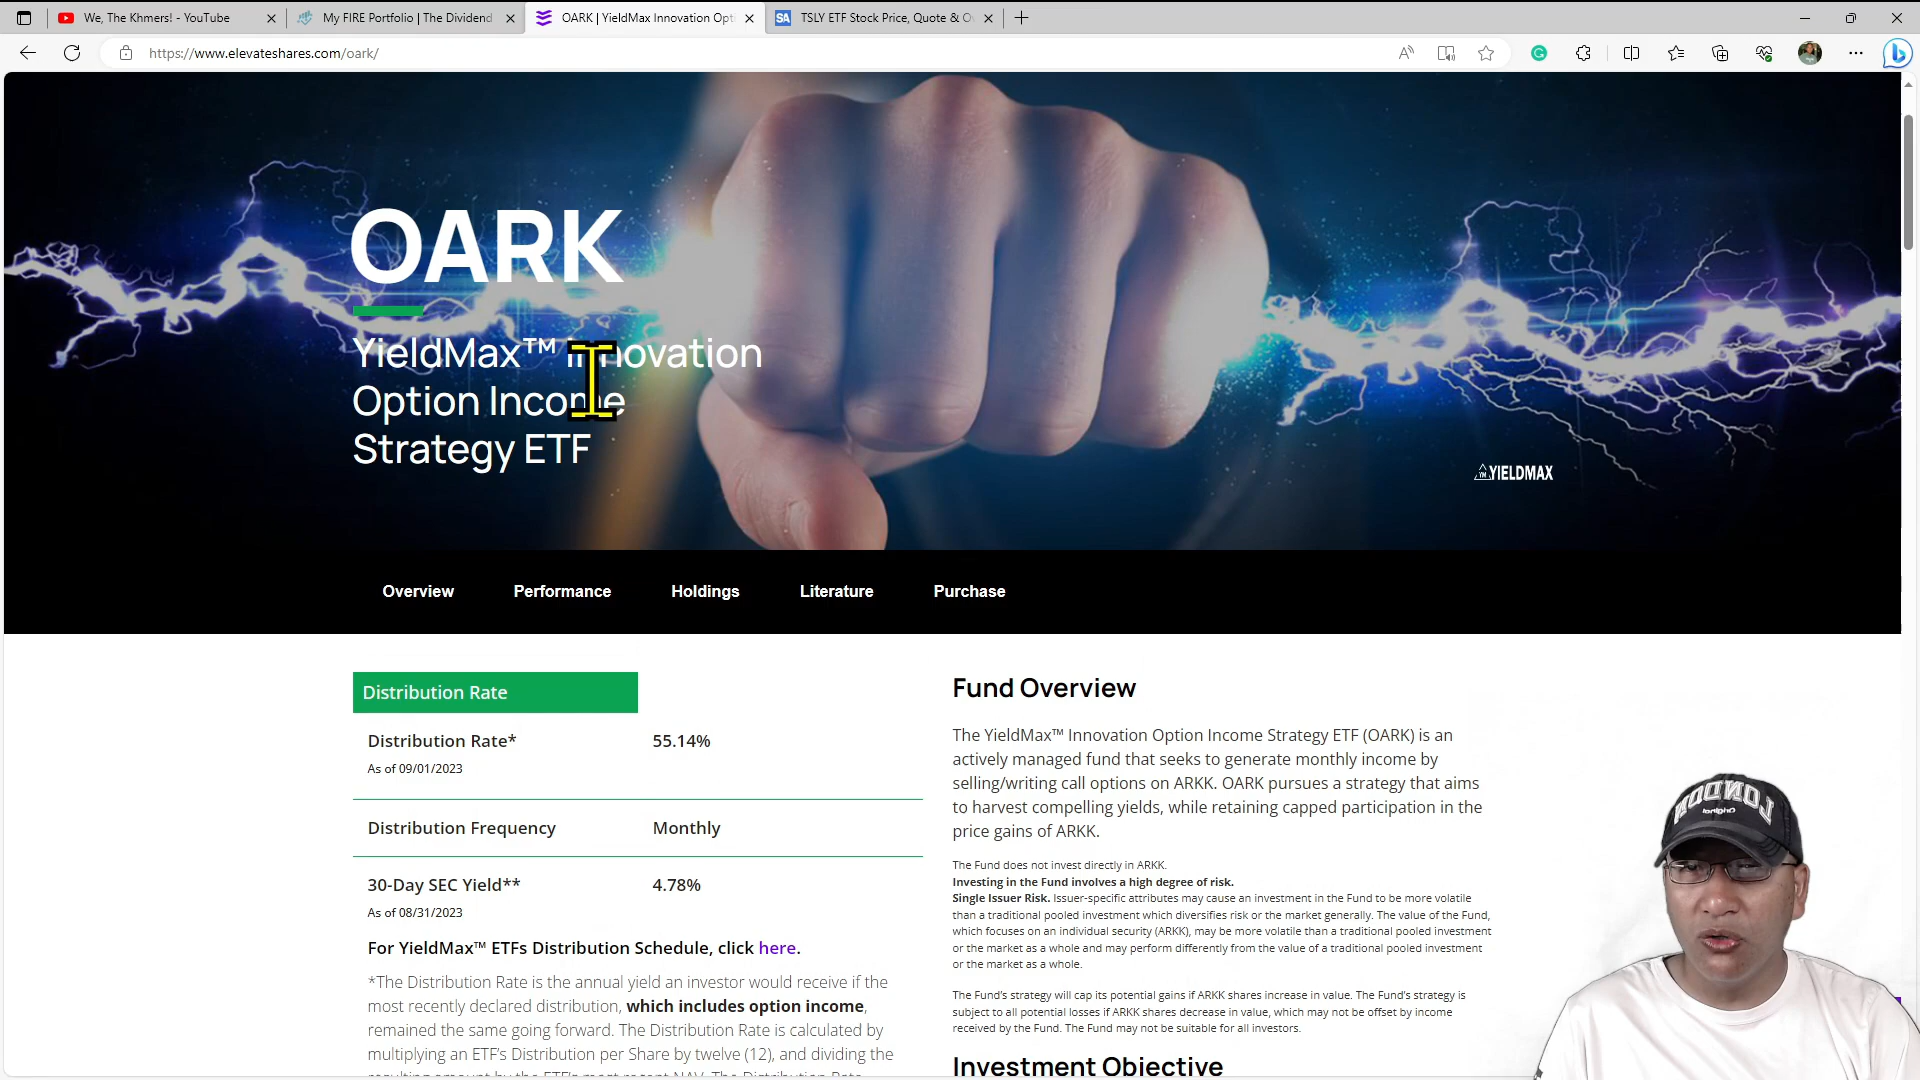 We, The Khmers! - YouTube
My FIRE Portfolio | The Dividend
OARK | YieldMax Innovation Opti
TSLY ETF Stock Price, Quote & O
https://www.elevateshares.com/oark/
OARK
YieldMax™ Innovation
Option Income
Strategy ETF
YIELDMAX
Overview
Performance
Holdings
Literature
Purchase
Distribution Rate
Distribution Rate*
55.14%
As of 09/01/2023
Distribution Frequency
Monthly
30-Day SEC Yield**
4.78%
As of 08/31/2023
For YieldMax™ ETFs Distribution Schedule, click here.
*The Distribution Rate is the annual yield an investor would receive if the
most recently declared distribution, which includes option income,
remained the same going forward. The Distribution Rate is calculated by
multiplying an ETF's Distribution per Share by twelve (12), and dividing the
Fund Overview
The YieldMax™ Innovation Option Income Strategy ETF (OARK) is an
actively managed fund that seeks to generate monthly income by
selling/writing call options on ARKK. OARK pursues a strategy that aims
to harvest compelling yields, while retaining capped participation in the
price gains of ARKK.
The Fund does not invest directly in ARKK.
Investing in the Fund involves a high degree of risk.
Single Issuer Risk. Issuer-specific attributes may cause an investment in the Fund to be more volatile
than a traditional pooled investment which diversifies risk or the market generally. The value of the Fund,
which focuses on an individual security (ARKK), may be more volatile than a traditional pooled investment
or the market as a whole and may perform differently from the value of a traditional pooled investment
or the market as a whole.
The Fund's strategy will cap its potential gains if ARKK shares increase in value. The Fund's strategy is
subject to all potential losses if ARKK shares decrease in value, which may not be offset by income
received by the Fund. The Fund may not be suitable for all investors.
Investment Objective
LONDON